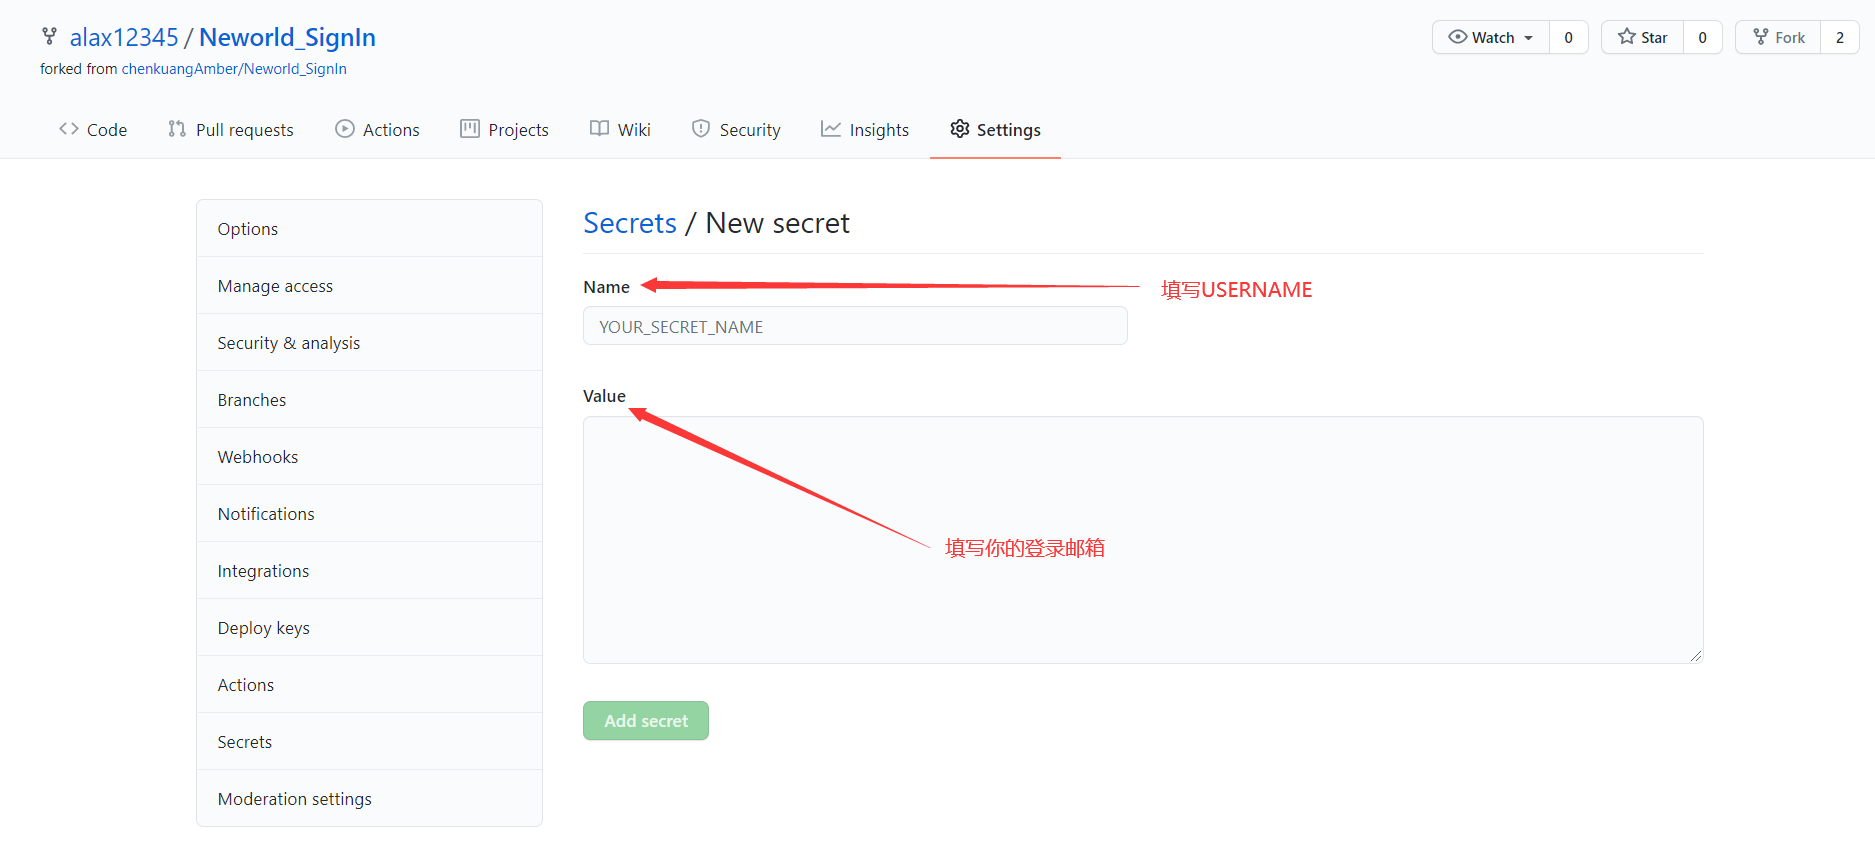 alax12345 / Neworld_SignIn
Watch 0 Star 0 Fork 2
forked from chenkuangAmber/Neworld_SignIn
Code Pull requests Actions Projects Wiki Security Insights Settings
Options
Manage access
Security & analysis
Branches
Webhooks
Notifications
Integrations
Deploy keys
Actions
Secrets
Moderation settings
Secrets / New secret
Name
填写USERNAME
YOUR_SECRET_NAME
Value
填写你的登录邮箱
Add secret